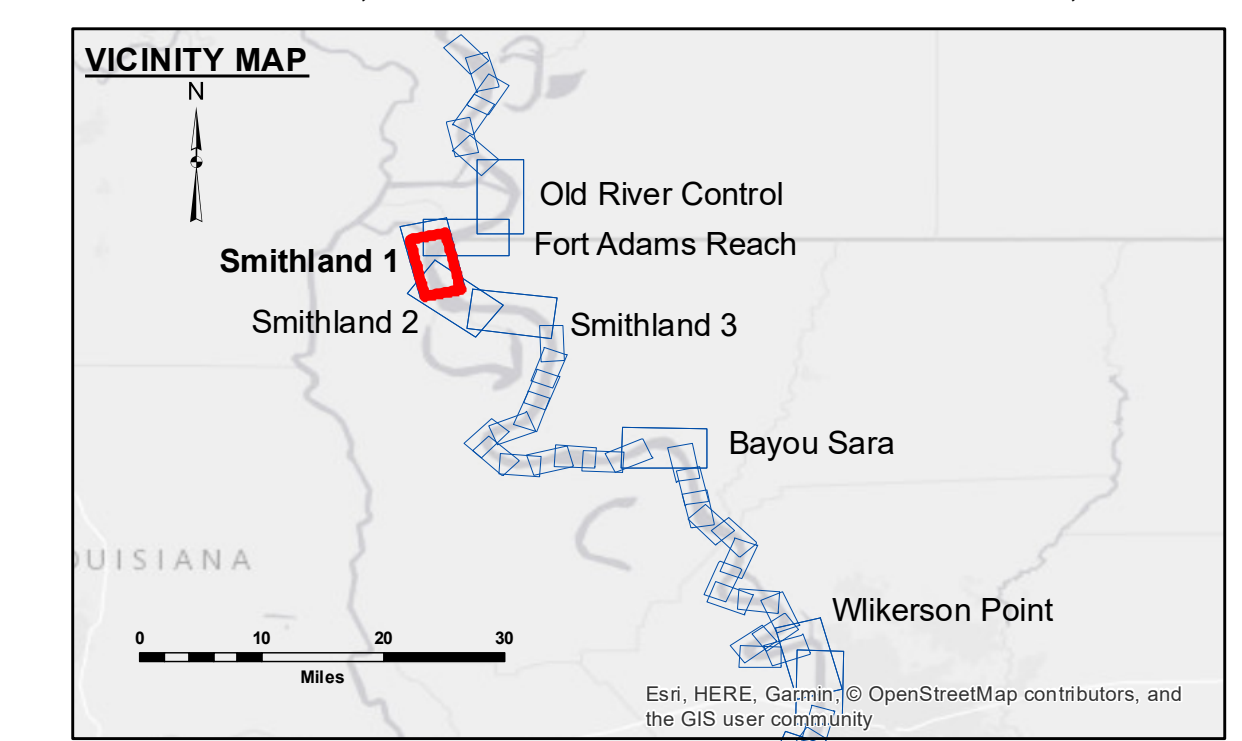 VICINITY MAP
N
Old River Control
Fort Adams Reach
Smithland 1
Smithland 2
Smithland 3
Bayou Sara
OUISIANA
Wlikerson Point
0 10 20 30
Miles
Esri, HERE, Garmin, © OpenStreetMap contributors, and
the GIS user community